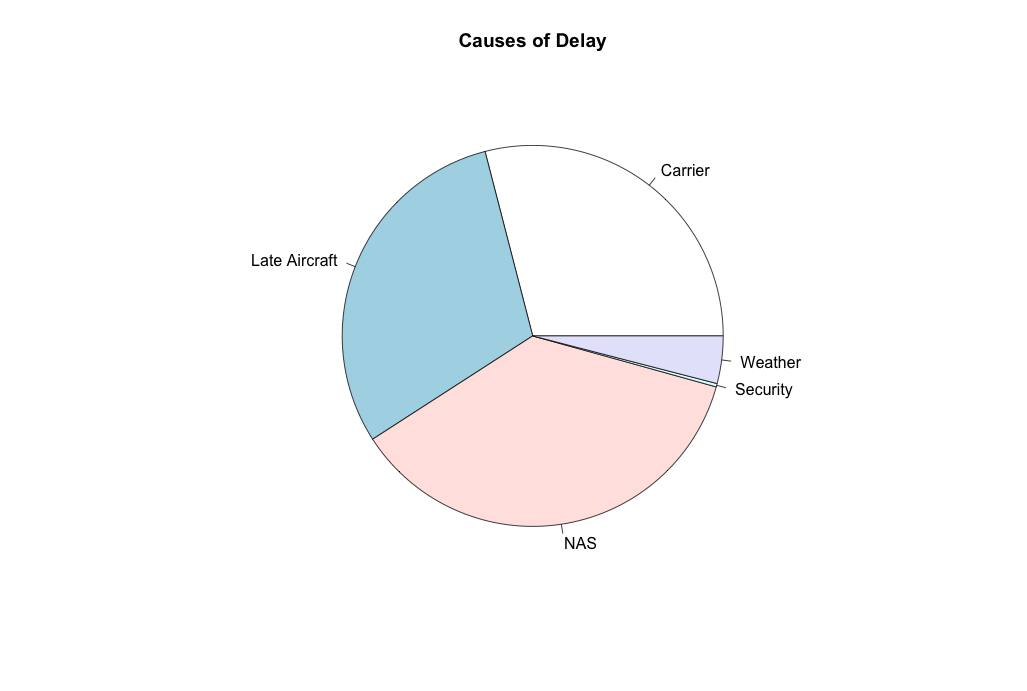 Causes of Delay
Carrier
Late Aircraft
Weather
Security
NAS